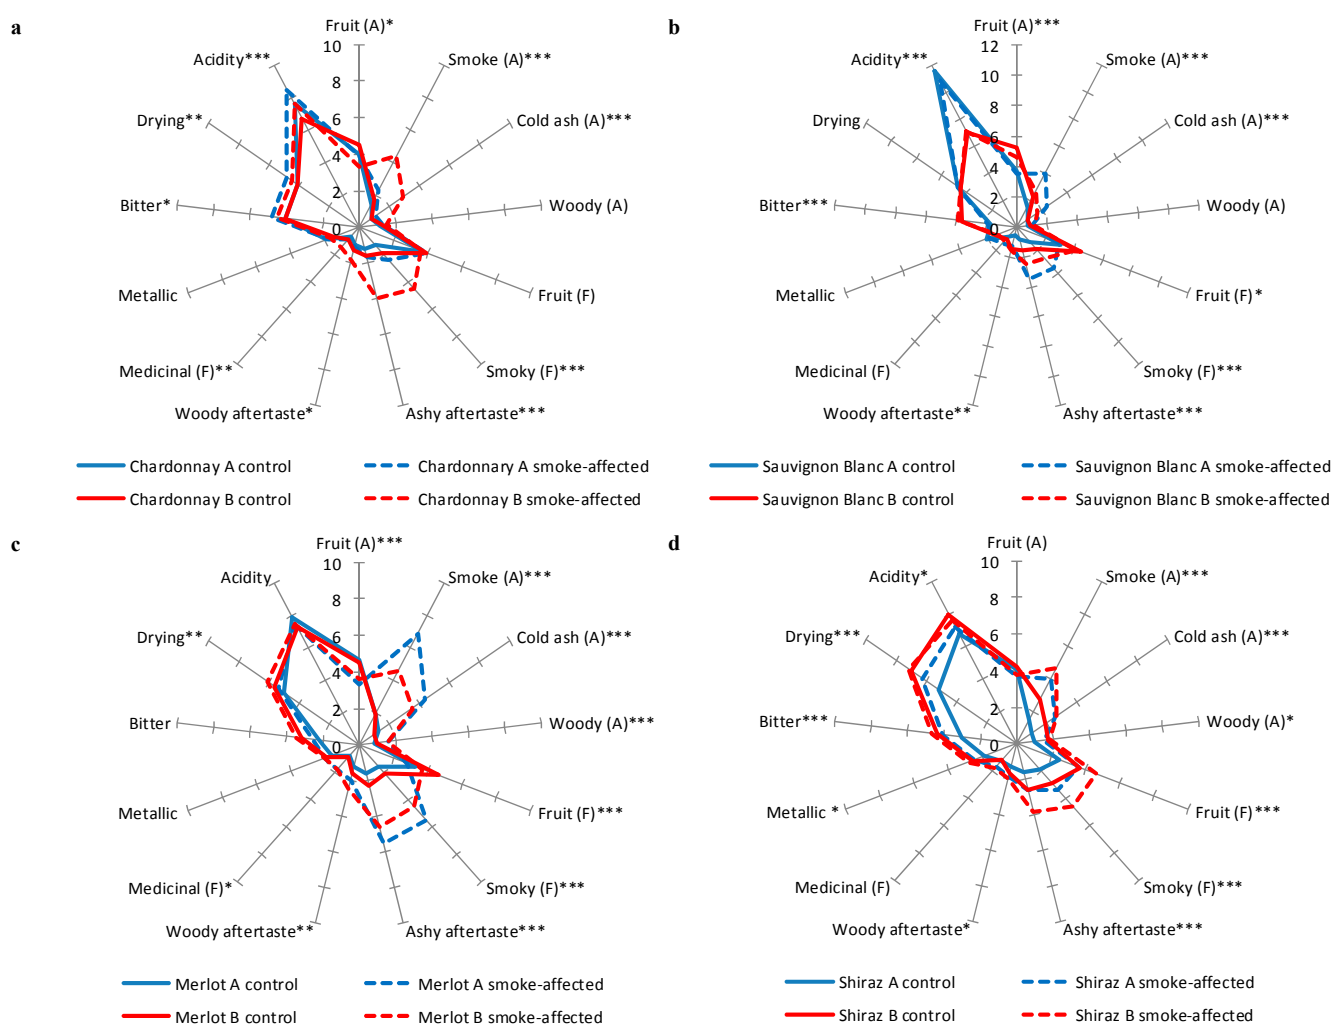 a
Fruit (A)*
Smoke (A)***
Cold ash (A)***
Woody (A)
Fruit (F)
Smoky (F)***
Ashy aftertaste***
Woody aftertaste*
Medicinal (F)**
Metallic
Bitter*
Drying**
Acidity***
10
8
6
4
2
0
Chardonnay A control
Chardonnary A smoke-affected
Chardonnay B control
Chardonnay B smoke-affected
b
Fruit (A)***
Smoke (A)***
Cold ash (A)***
Woody (A)
Fruit (F)*
Smoky (F)***
Ashy aftertaste***
Woody aftertaste**
Medicinal (F)
Metallic
Bitter***
Drying
Acidity***
12
10
8
6
4
2
0
Sauvignon Blanc A control
Sauvignon Blanc A smoke-affected
Sauvignon Blanc B control
Sauvignon Blanc B smoke-affected
c
Fruit (A)***
Smoke (A)***
Cold ash (A)***
Woody (A)***
Fruit (F)***
Smoky (F)***
Ashy aftertaste***
Woody aftertaste**
Medicinal (F)*
Metallic
Bitter
Drying**
Acidity
10
8
6
4
2
0
Merlot A control
Merlot A smoke-affected
Merlot B control
Merlot B smoke-affected
d
Fruit (A)
Smoke (A)***
Cold ash (A)***
Woody (A)*
Fruit (F)***
Smoky (F)***
Ashy aftertaste***
Woody aftertaste*
Medicinal (F)
Metallic *
Bitter***
Drying***
Acidity*
10
8
6
4
2
0
Shiraz A control
Shiraz A smoke-affected
Shiraz B control
Shiraz B smoke-affected